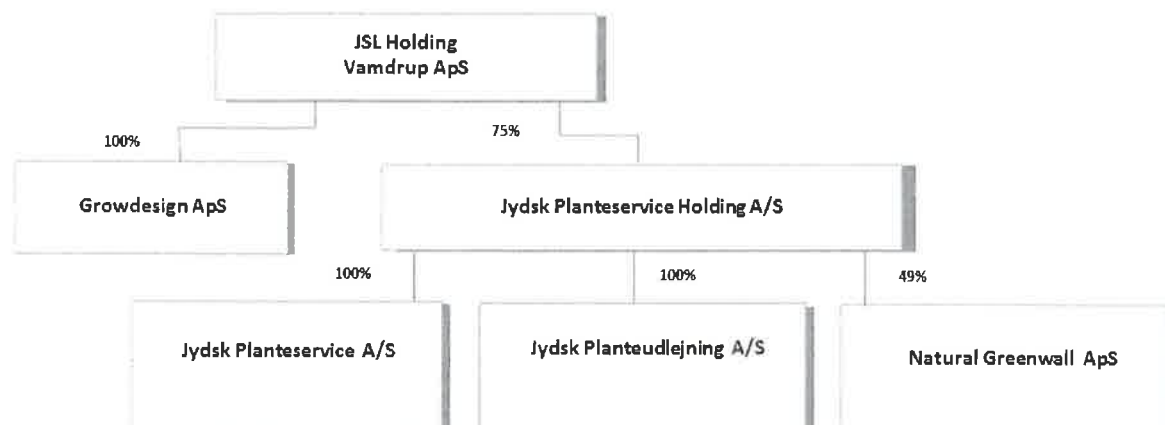 JSL Holding
Vamdrup ApS
100%
75%
Growdesign ApS
Jydsk Planteservice Holding A/S
100%
100%
49%
Jydsk Planteservice A/S
Jydsk Planteudlejning A/S
Natural Greenwall ApS